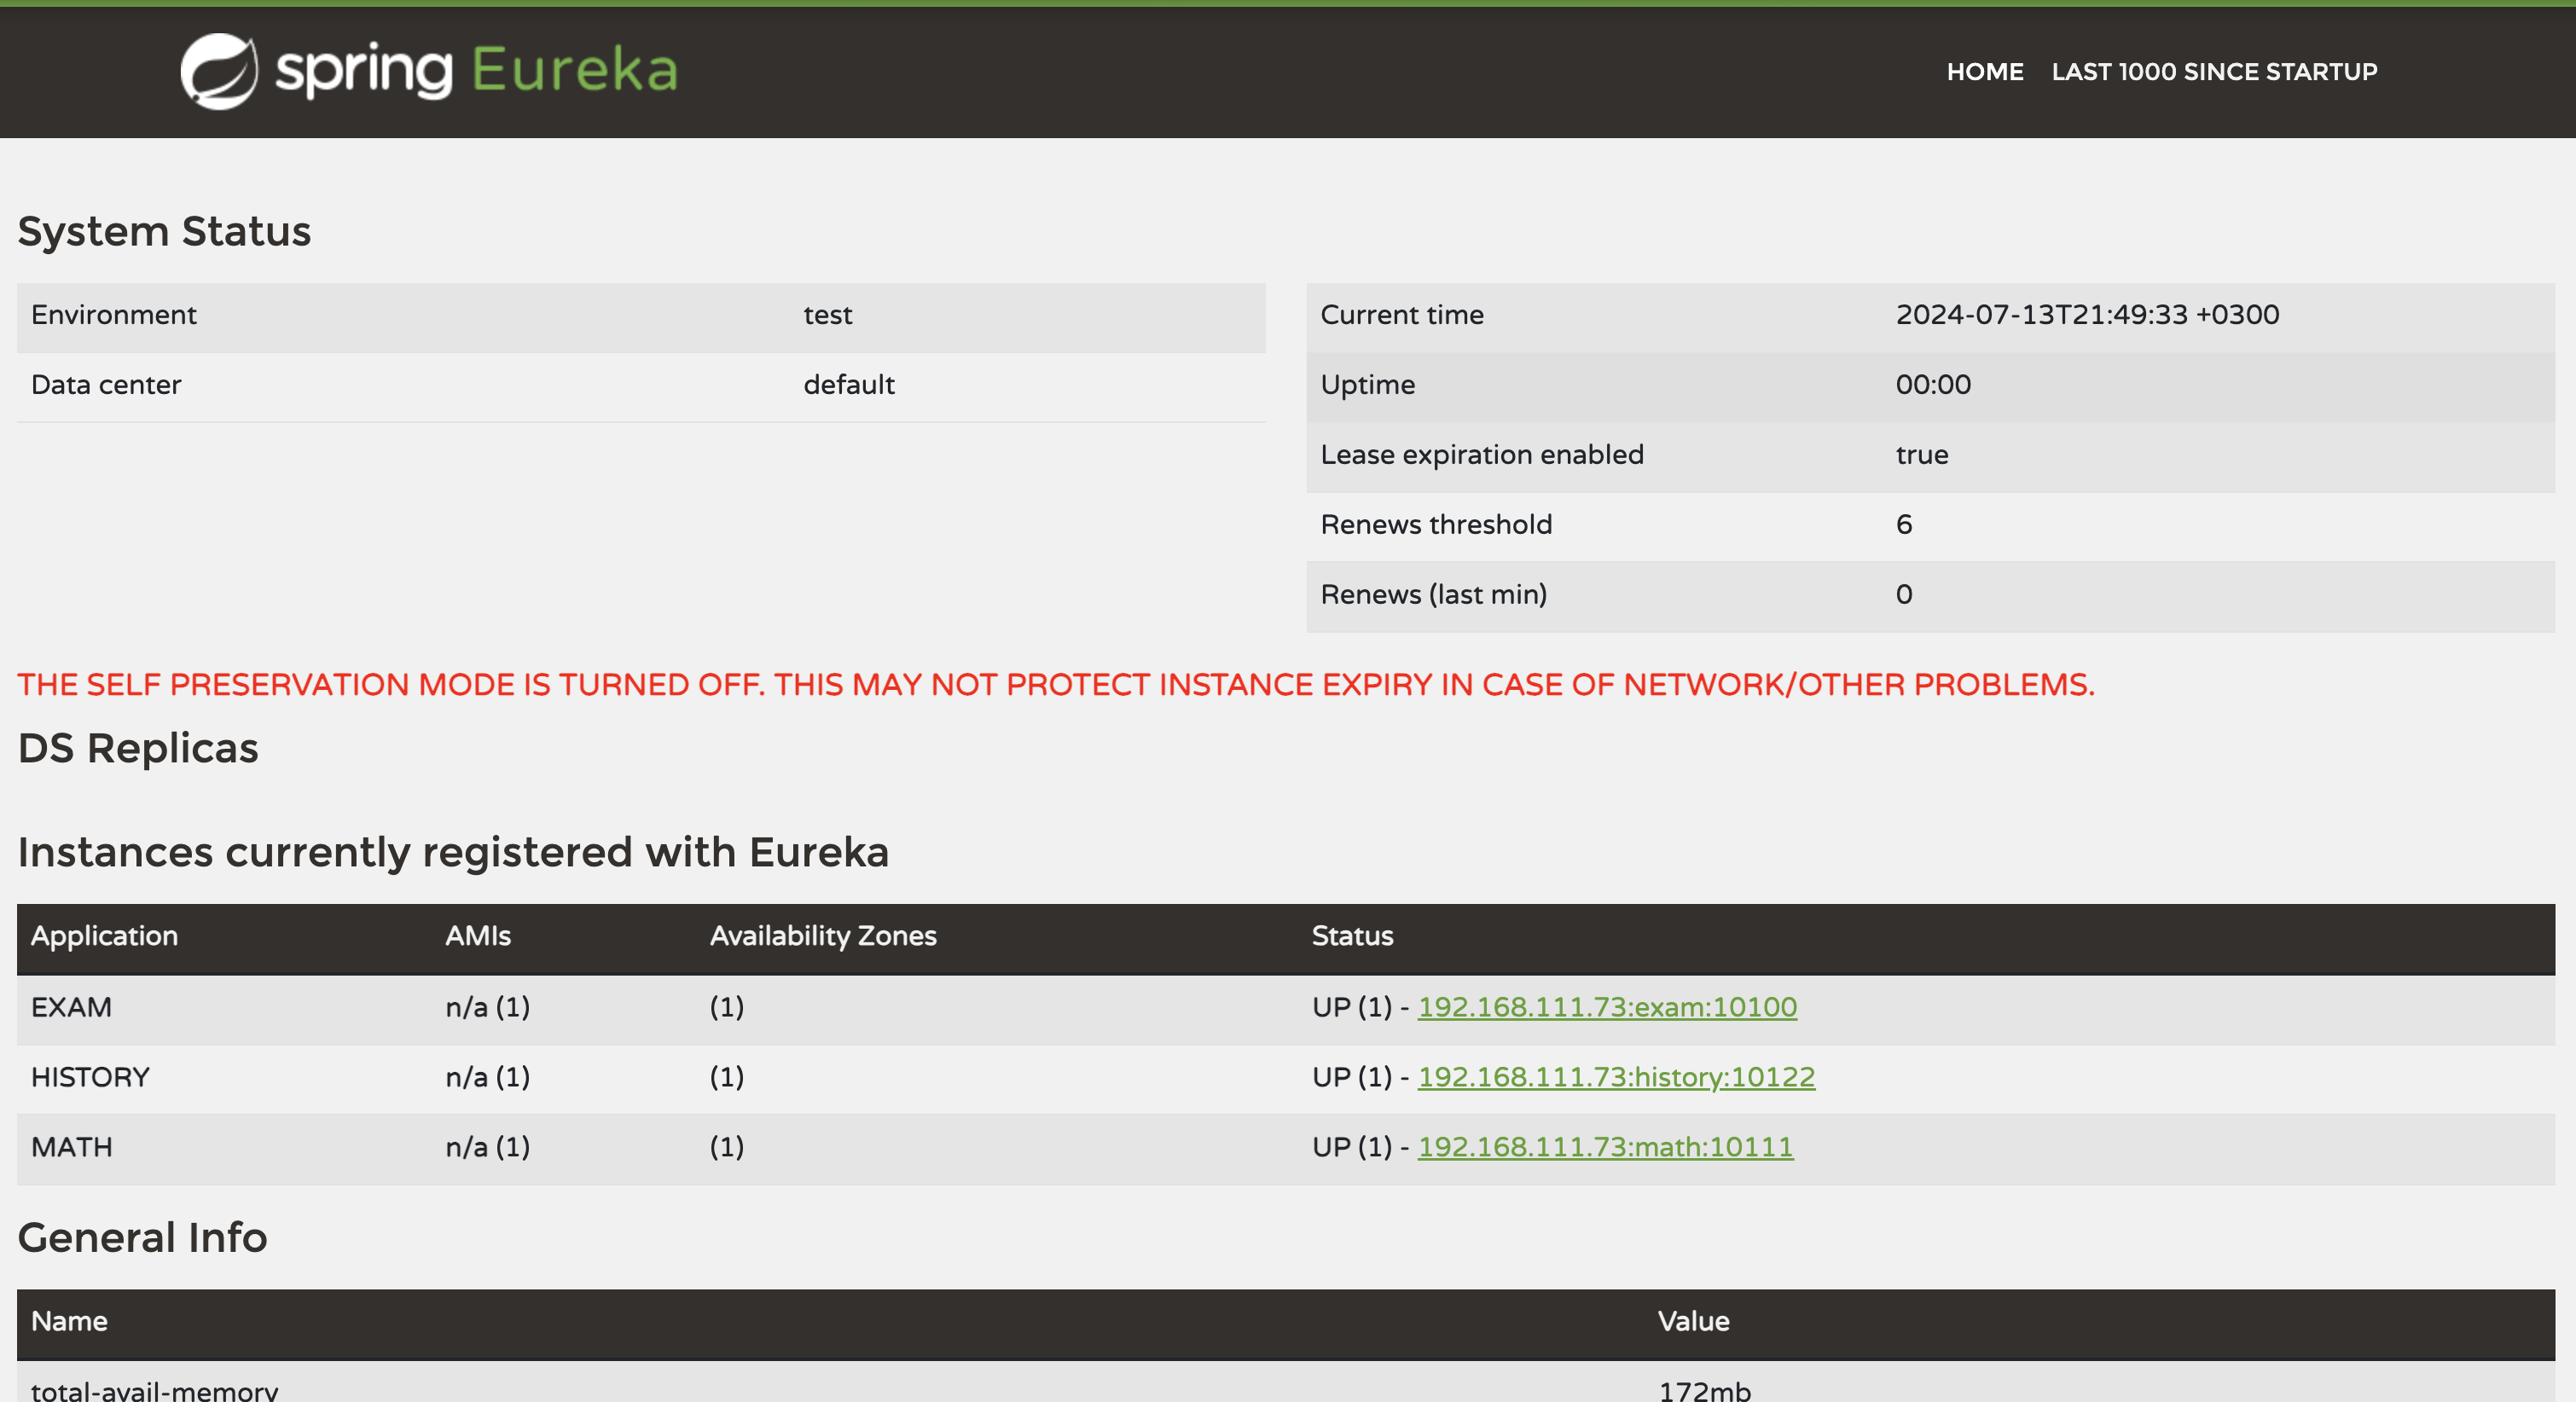 spring Eureka
HOME LAST 1000 SINCE STARTUP
System Status
Environment test
Data center default
Current time 2024-07-13T21:49:33 +0300
Uptime 00:00
Lease expiration enabled true
Renews threshold 6
Renews (last min) 0
THE SELF PRESERVATION MODE IS TURNED OFF. THIS MAY NOT PROTECT INSTANCE EXPIRY IN CASE OF NETWORK/OTHER PROBLEMS.
DS Replicas
Instances currently registered with Eureka
Application AMIs Availability Zones Status
EXAM n/a (1) (1) UP (1) - 192.168.111.73:exam:10100
HISTORY n/a (1) (1) UP (1) - 192.168.111.73:history:10122
MATH n/a (1) (1) UP (1) - 192.168.111.73:math:10111
General Info
Name Value
total-avail-memory 172mb